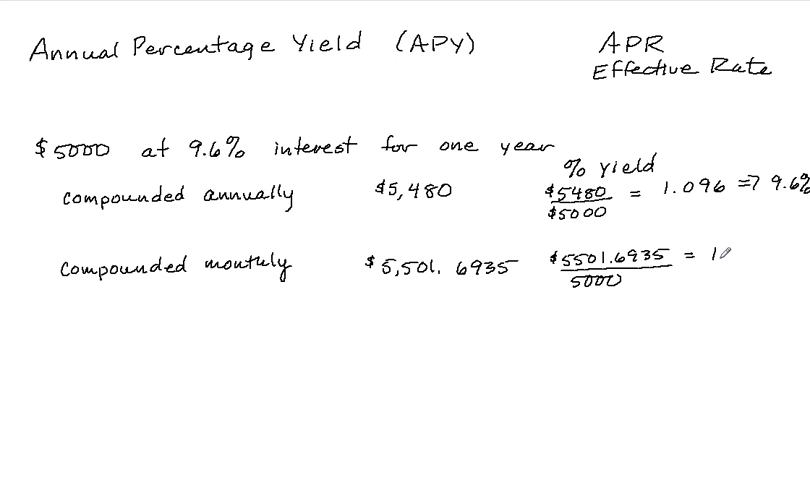 Annual Percentage Yield (APY) APR
Effective Rate
$5000 at 9.6% interest for one year
% Yield
compounded annually $5,480 $5480 / $5000 = 1.096 => 9.6%
compounded monthly $5,501.6935 $5501.6935 / 5000 = 10